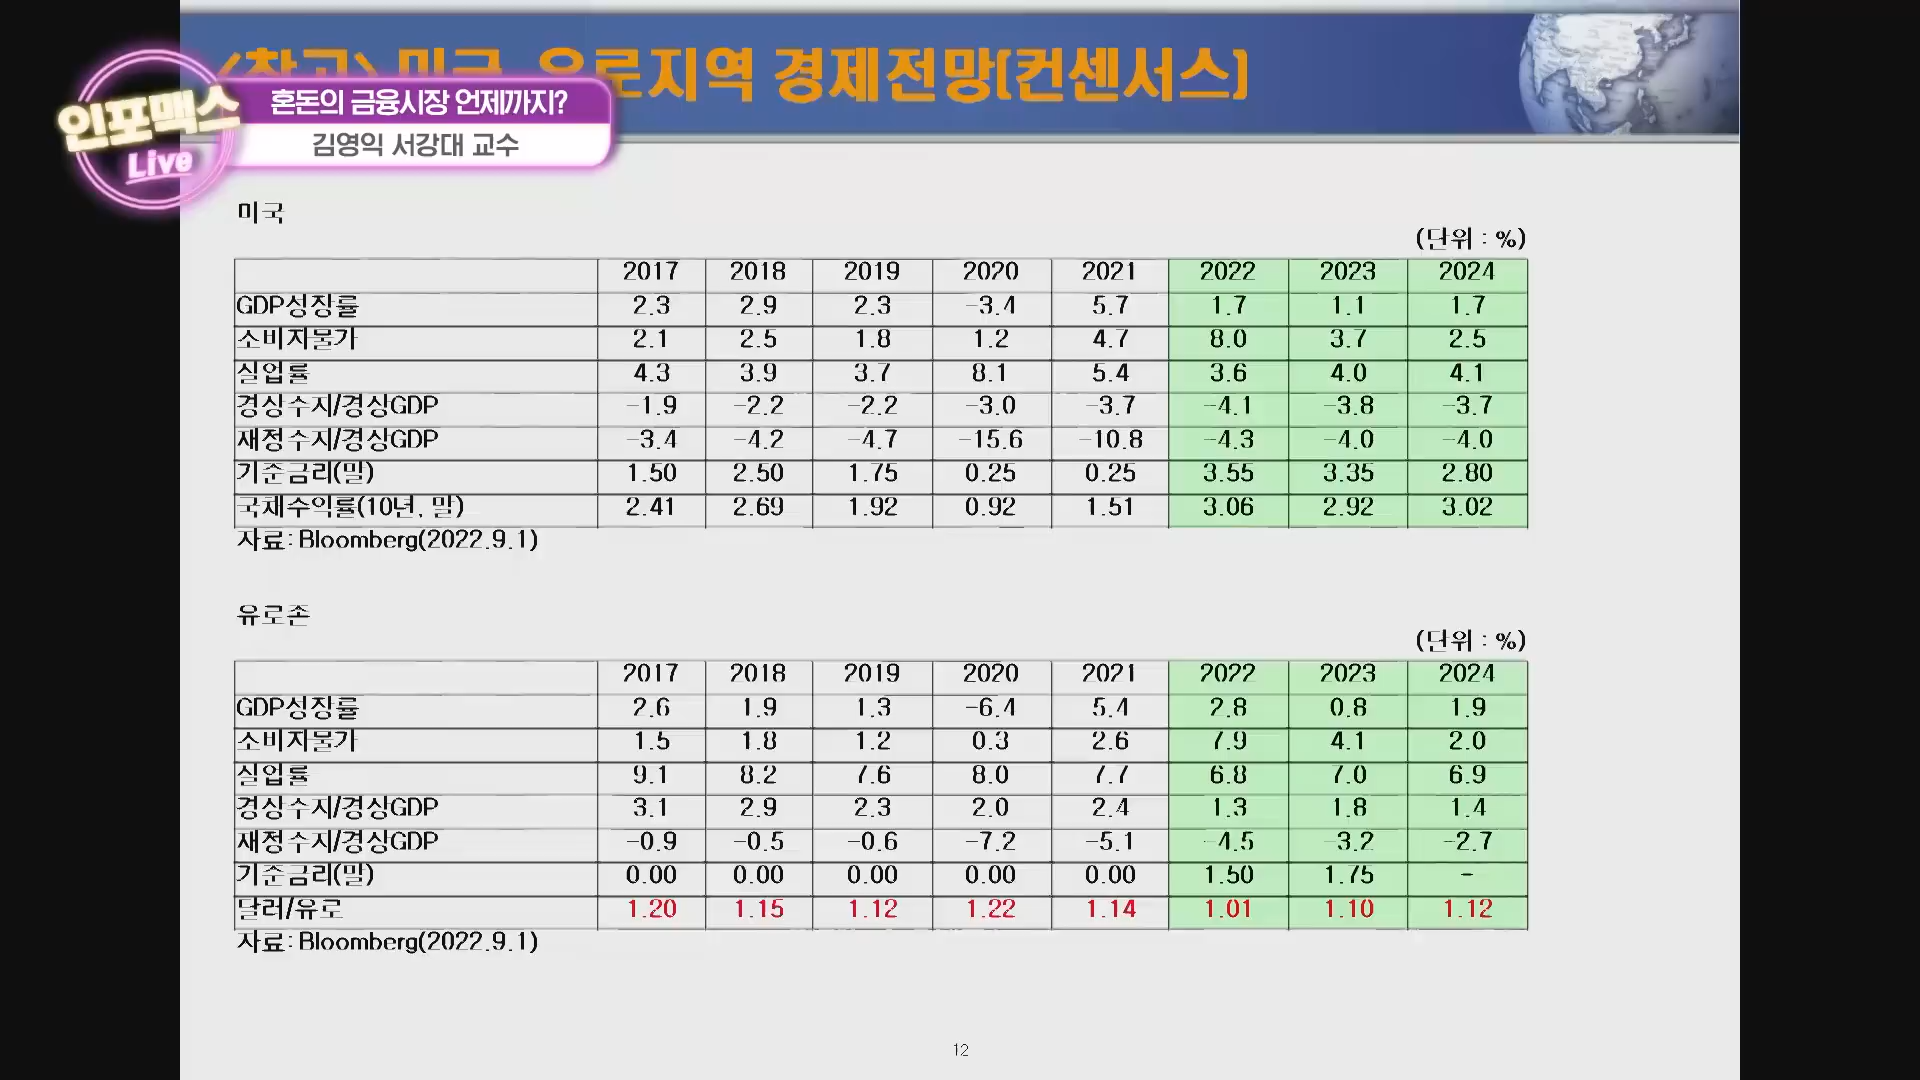 <참고> 미국, 유로지역 경제전망[컨센서스]
인포맥스
Live
혼돈의 금융시장 언제까지?
김영익 서강대 교수
미국
(단위 : %)
2017 2018 2019 2020 2021 2022 2023 2024
GDP성장률 2.3 2.9 2.3 -3.4 5.7 1.7 1.1 1.7
소비자물가 2.1 2.5 1.8 1.2 4.7 8.0 3.7 2.5
실업률 4.3 3.9 3.7 8.1 5.4 3.6 4.0 4.1
경상수지/경상GDP -1.9 -2.2 -2.2 -3.0 -3.7 -4.1 -3.8 -3.7
재정수지/경상GDP -3.4 -4.2 -4.7 -15.6 -10.8 -4.3 -4.0 -4.0
기준금리(말) 1.50 2.50 1.75 0.25 0.25 3.55 3.35 2.80
국채수익률(10년, 말) 2.41 2.69 1.92 0.92 1.51 3.06 2.92 3.02
자료: Bloomberg(2022.9.1)
유로존
(단위 : %)
2017 2018 2019 2020 2021 2022 2023 2024
GDP성장률 2.6 1.9 1.3 -6.4 5.4 2.8 0.8 1.9
소비자물가 1.5 1.8 1.2 0.3 2.6 7.9 4.1 2.0
실업률 9.1 8.2 7.6 8.0 7.7 6.8 7.0 6.9
경상수지/경상GDP 3.1 2.9 2.3 2.0 2.4 1.3 1.8 1.4
재정수지/경상GDP -0.9 -0.5 -0.6 -7.2 -5.1 -4.5 -3.2 -2.7
기준금리(말) 0.00 0.00 0.00 0.00 0.00 1.50 1.75 -
달러/유로 1.20 1.15 1.12 1.22 1.14 1.01 1.10 1.12
자료: Bloomberg(2022.9.1)
12